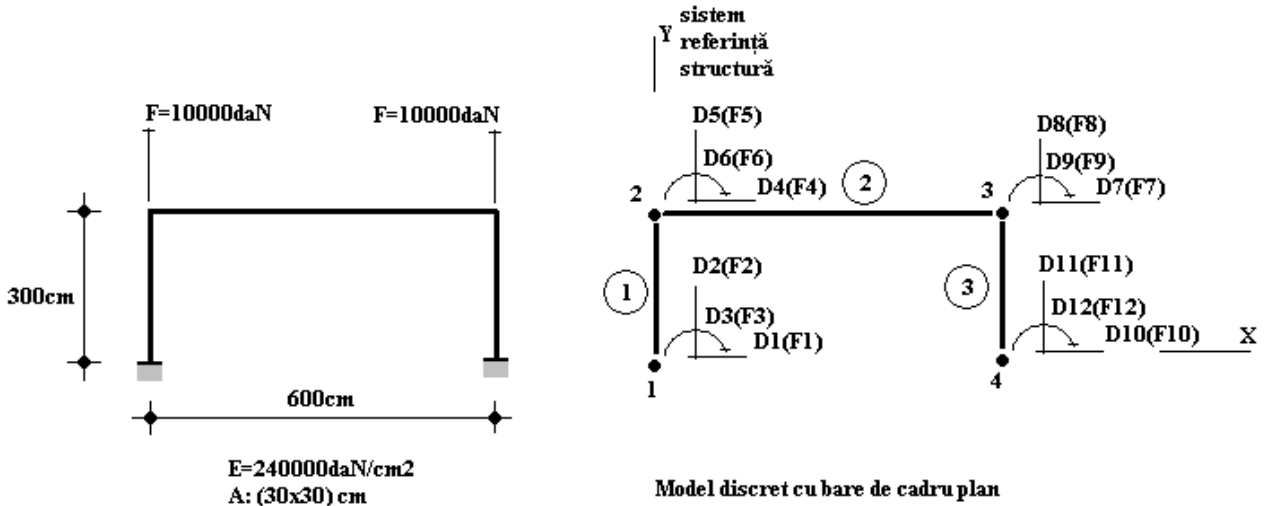 F=10000daN
F=10000daN
300cm
600cm
E=240000daN/cm2
A: (30x30) cm
Y
sistem
referință
structură
D5(F5)
D6(F6)
D4(F4)
2
2
3
D8(F8)
D9(F9)
D7(F7)
1
D2(F2)
D3(F3)
D1(F1)
1
3
D11(F11)
D12(F12)
D10(F10)
X
4
Model discret cu bare de cadru plan